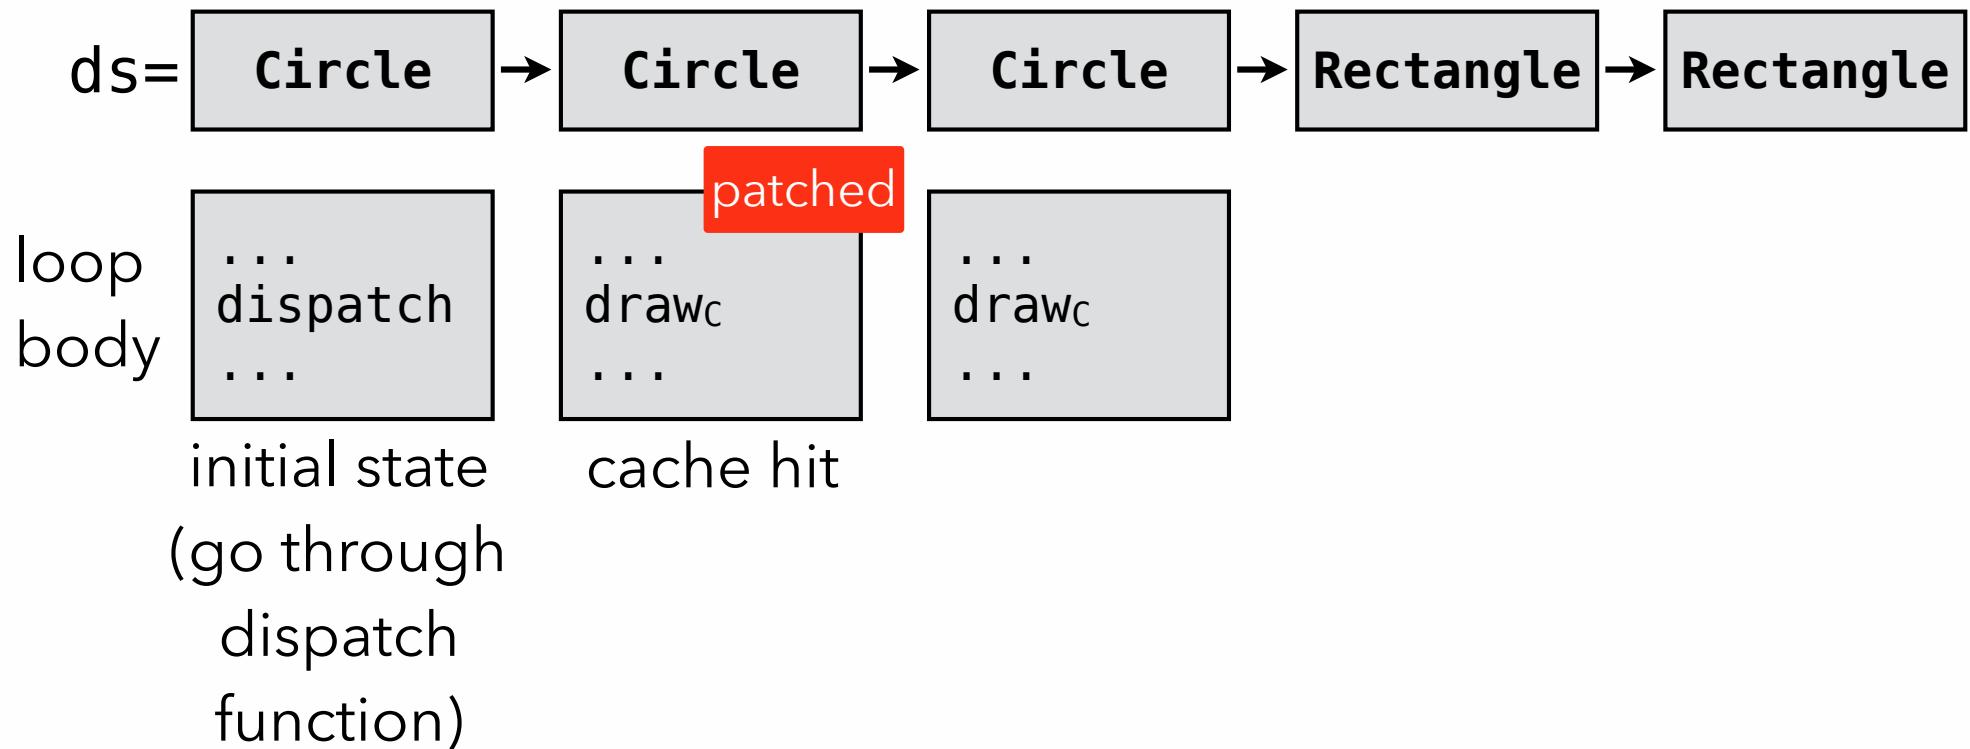 ds= Circle → Circle → Circle → Rectangle → Rectangle
patched
loop
body
...
dispatch
...
...
drawC
...
...
drawC
...
initial state
(go through
dispatch
function)
cache hit